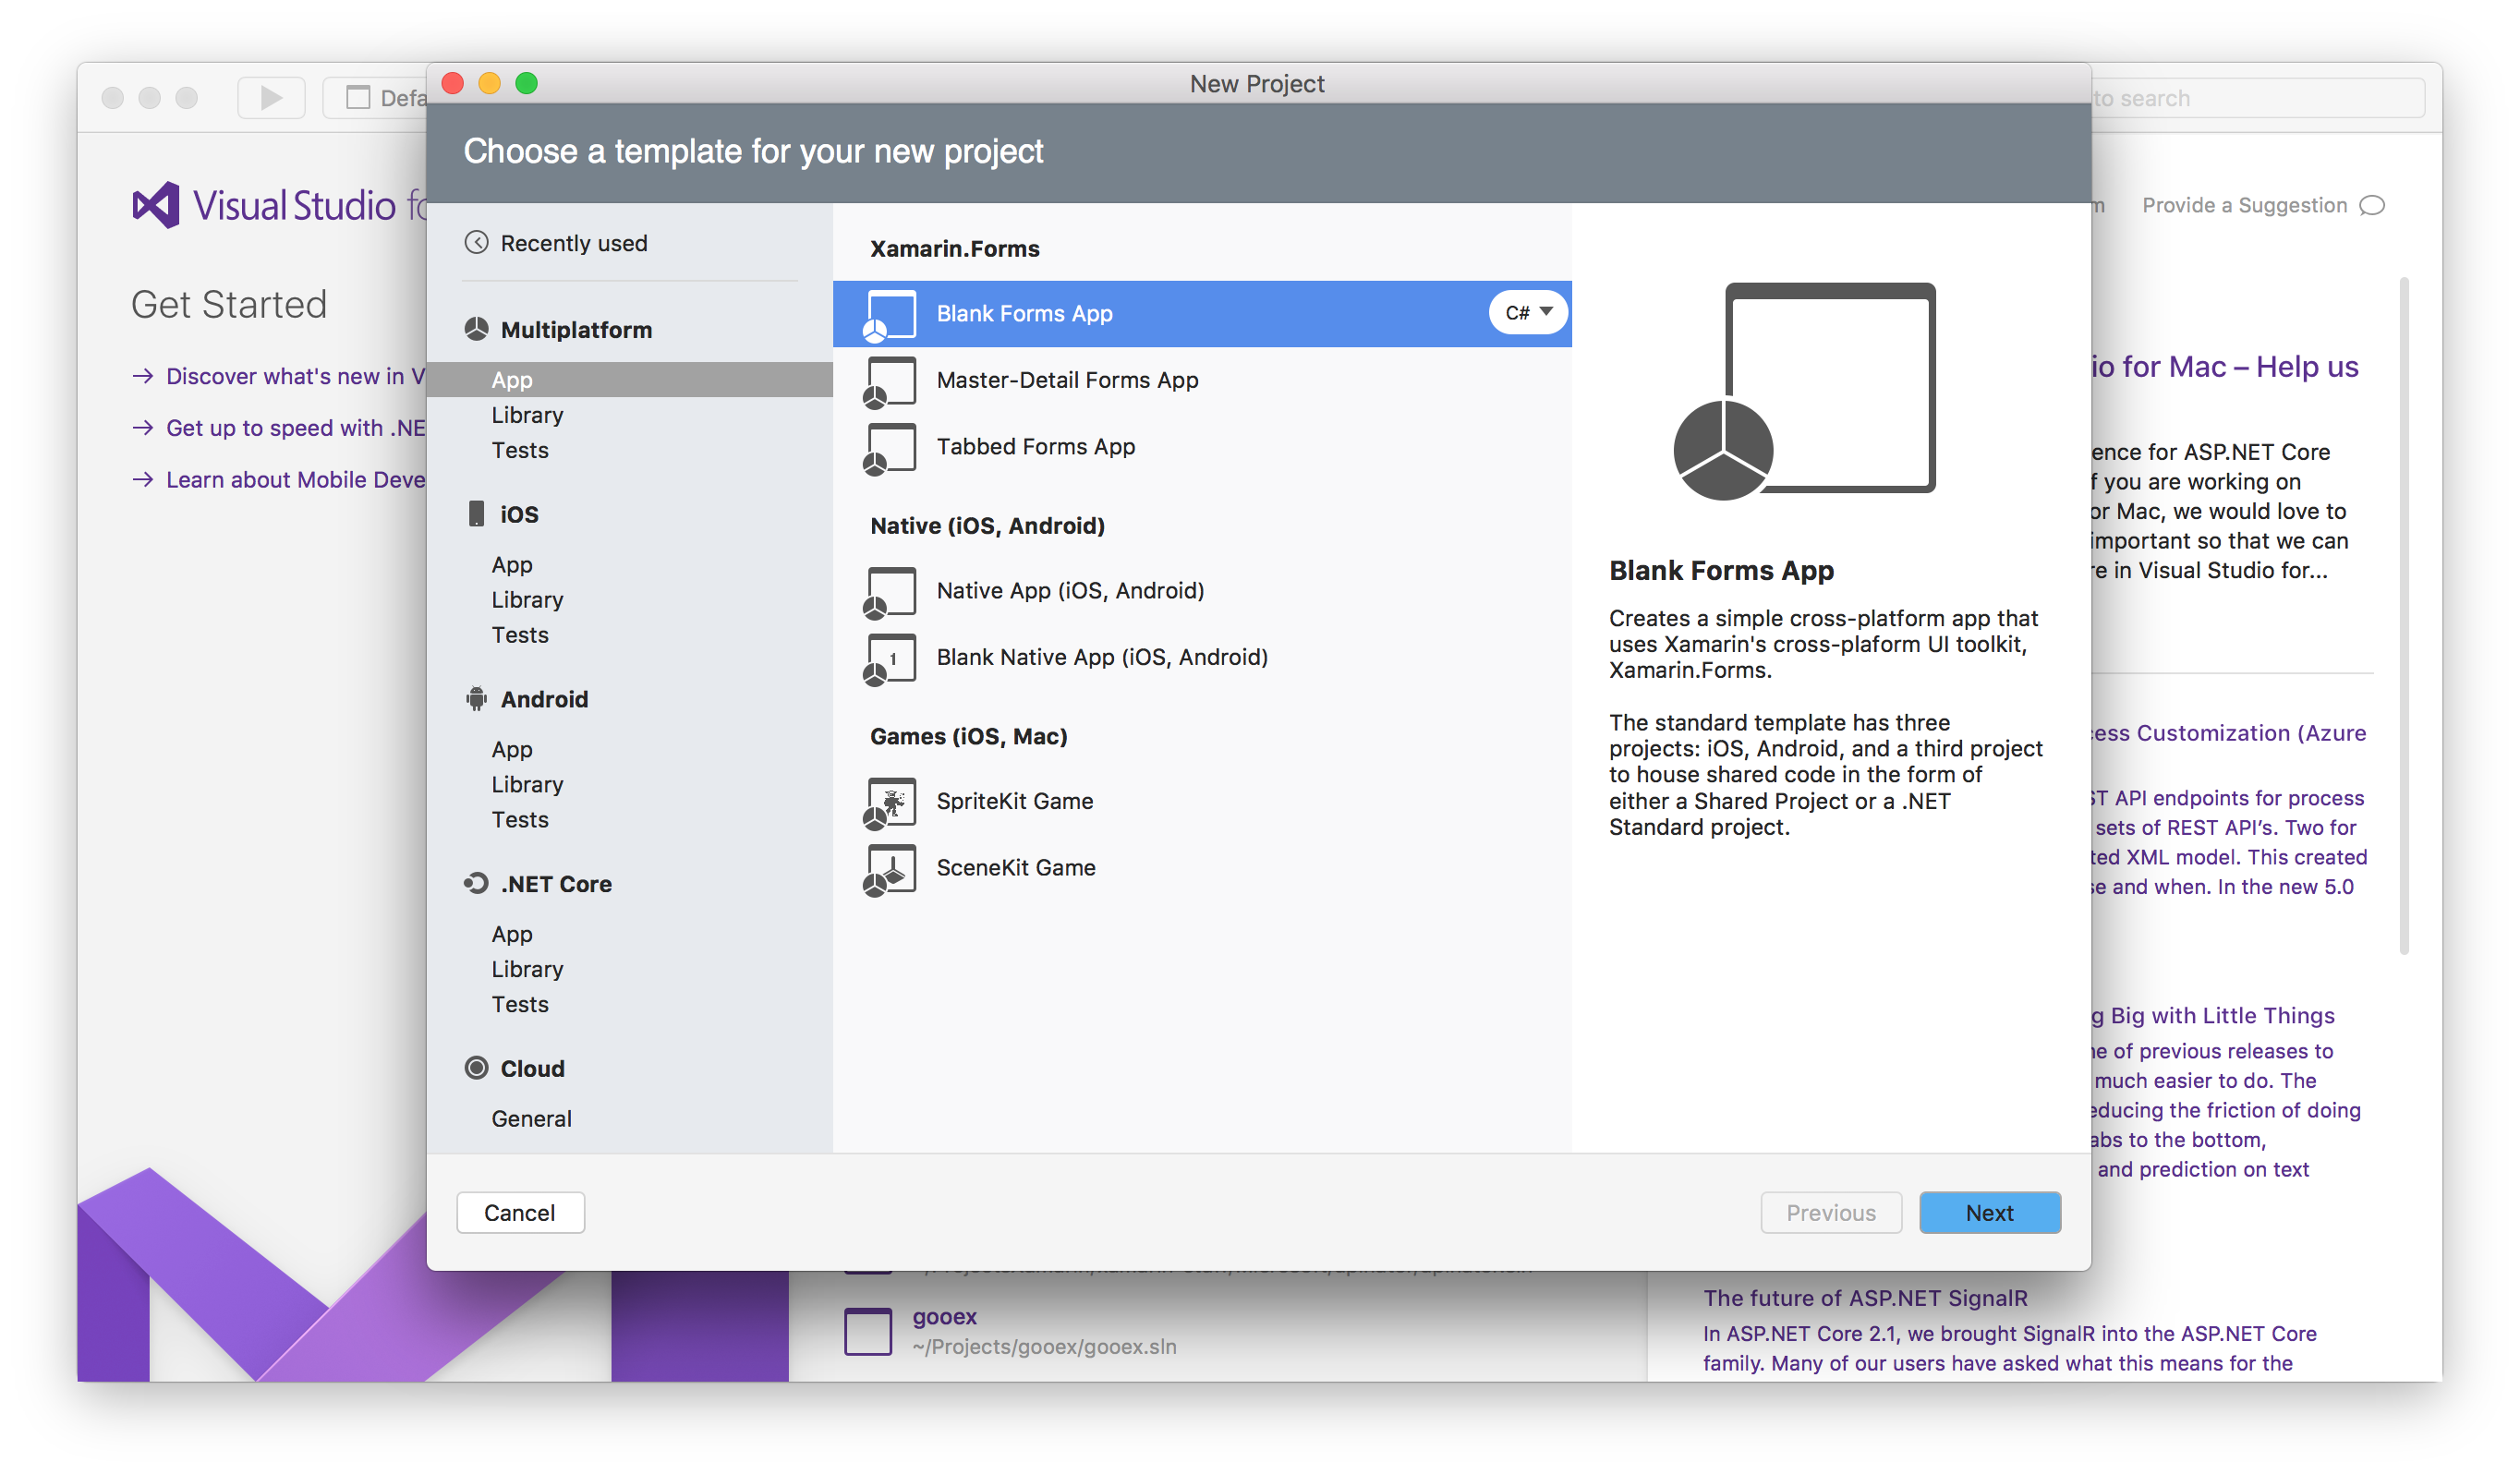 New Project
Defa
to search
Choose a template for your new project
Visual Studio fo
m
Provide a Suggestion
Get Started
Discover what's new in V
Get up to speed with .NE
Learn about Mobile Deve
Recently used
Multiplatform
App
Library
Tests
iOS
App
Library
Tests
Android
App
Library
Tests
.NET Core
App
Library
Tests
Cloud
General
Xamarin.Forms
Blank Forms App
C#
Master-Detail Forms App
Tabbed Forms App
Native (iOS, Android)
Native App (iOS, Android)
1
Blank Native App (iOS, Android)
Games (iOS, Mac)
SpriteKit Game
SceneKit Game
Blank Forms App
Creates a simple cross-platform app that
uses Xamarin's cross-plaform UI toolkit,
Xamarin.Forms.
The standard template has three
projects: iOS, Android, and a third project
to house shared code in the form of
either a Shared Project or a .NET
Standard project.
io for Mac – Help us
ence for ASP.NET Core
f you are working on
or Mac, we would love to
important so that we can
re in Visual Studio for...
cess Customization (Azure
ST API endpoints for process
sets of REST API's. Two for
ted XML model. This created
se and when. In the new 5.0
g Big with Little Things
ne of previous releases to
much easier to do. The
educing the friction of doing
abs to the bottom,
and prediction on text
Cancel
Previous
Next
gooex
~/Projects/gooex/gooex.sln
The future of ASP.NET SignalR
In ASP.NET Core 2.1, we brought SignalR into the ASP.NET Core
family. Many of our users have asked what this means for the